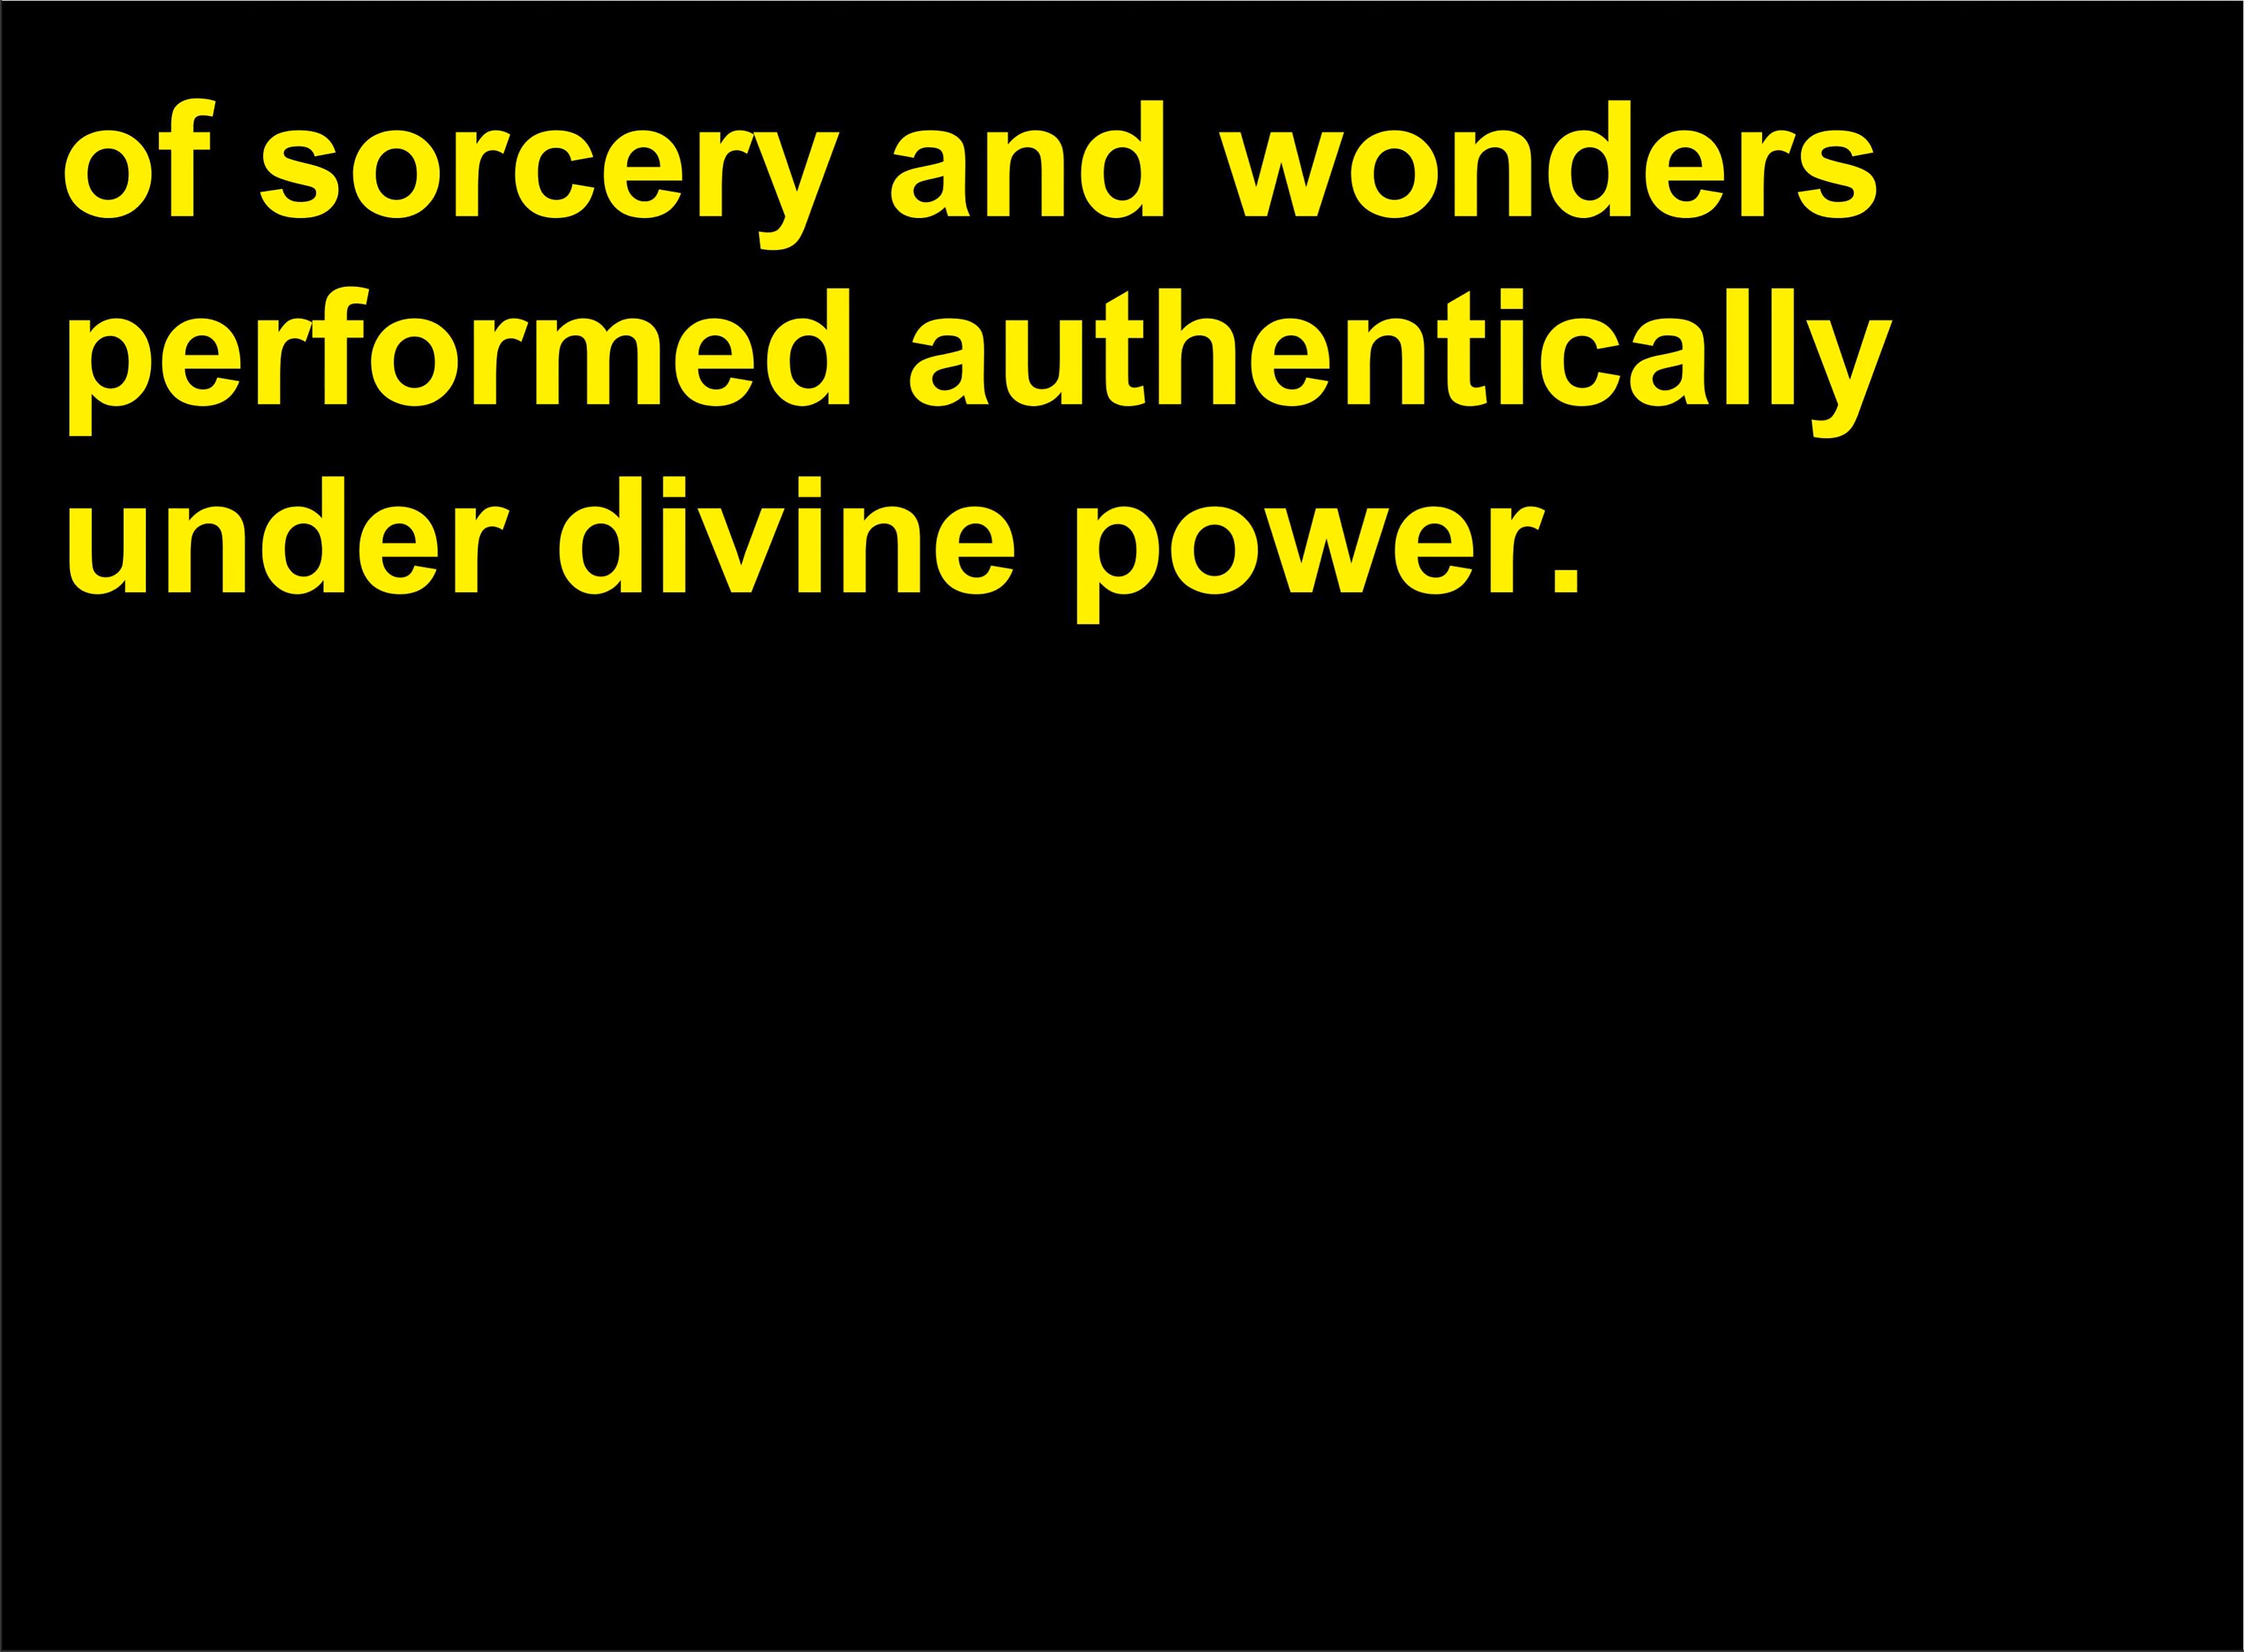 of sorcery and wonders
performed authentically
under divine power.